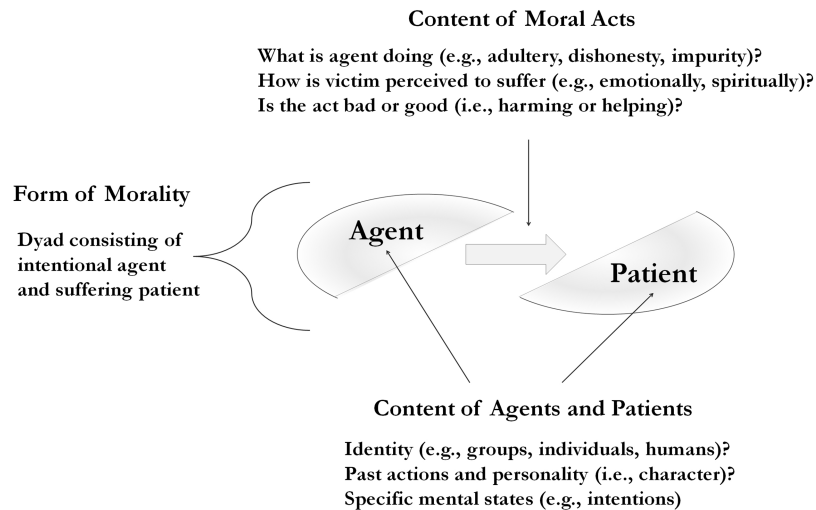 Content of Moral Acts
What is agent doing (e.g., adultery, dishonesty, impurity)?
How is victim perceived to suffer (e.g., emotionally, spiritually)?
Is the act bad or good (i.e., harming or helping)?
Form of Morality
Dyad consisting of
intentional agent
and suffering patient
Agent
Patient
Content of Agents and Patients
Identity (e.g., groups, individuals, humans)?
Past actions and personality (i.e., character)?
Specific mental states (e.g., intentions)